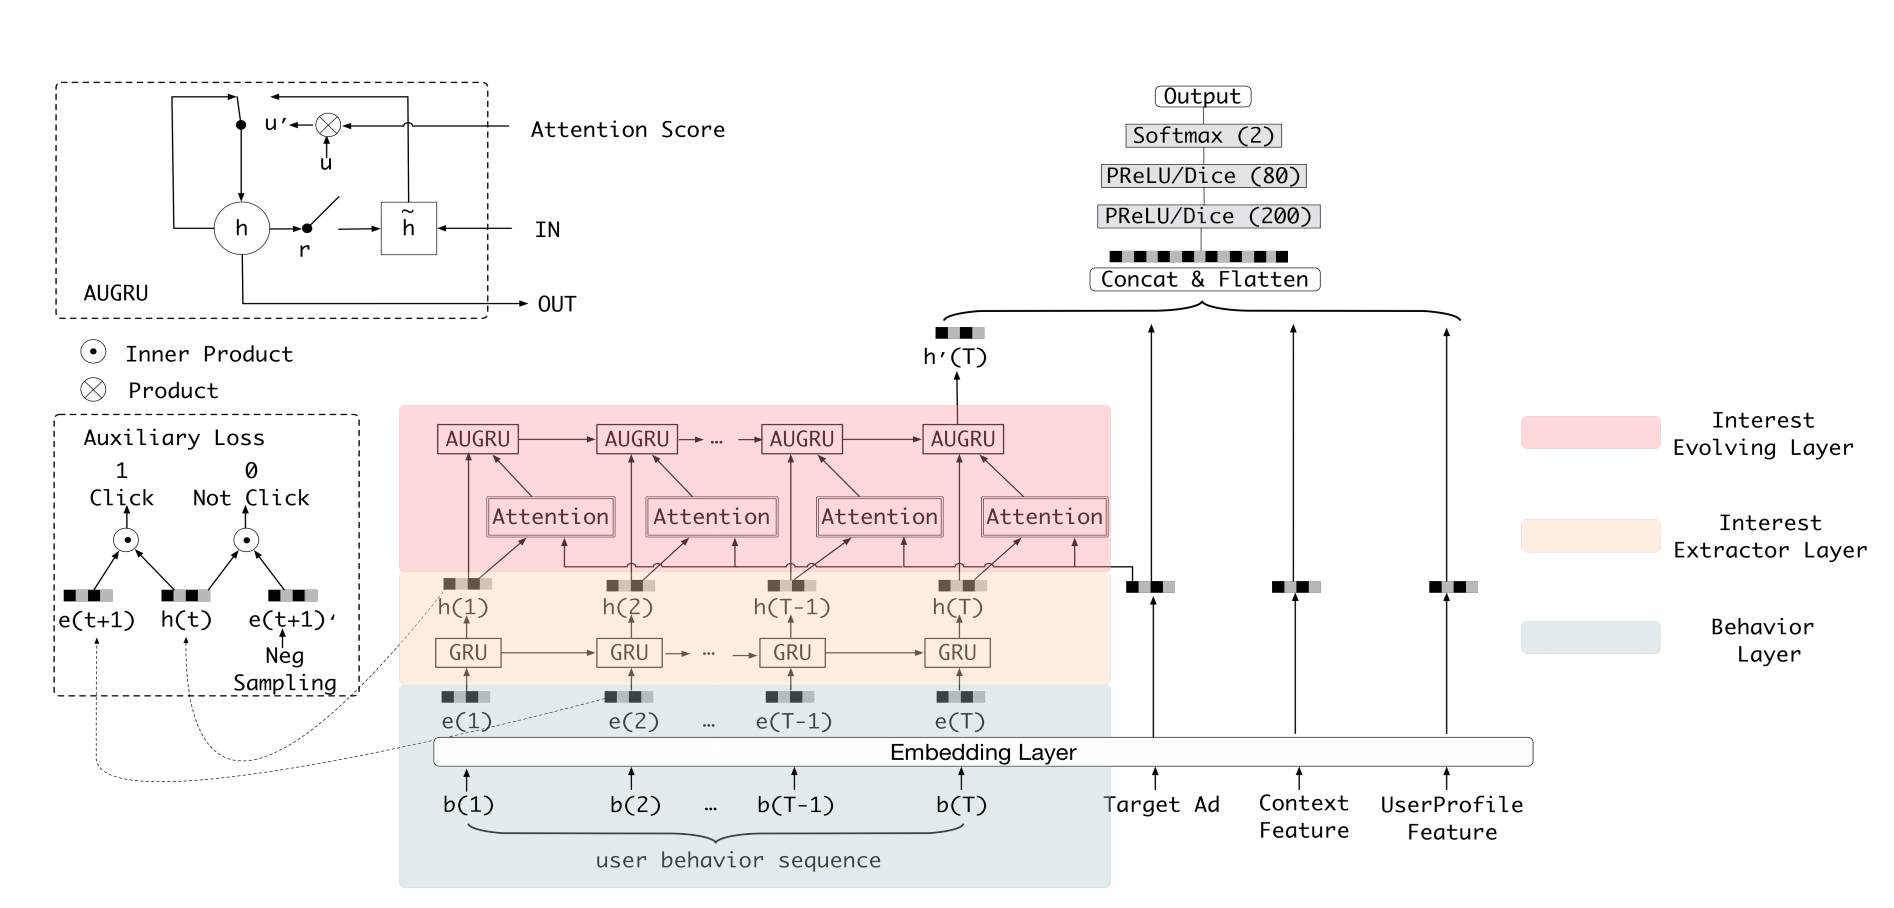 Attention Score
u′
u
h
r
h̃
IN
AUGRU
OUT
Inner Product
Product
Auxiliary Loss
1
0
Click
Not Click
e(t+1)
h(t)
e(t+1)′
Neg
Sampling
Output
Softmax (2)
PReLU/Dice (80)
PReLU/Dice (200)
Concat & Flatten
h′(T)
AUGRU
AUGRU
…
AUGRU
AUGRU
Attention
Attention
Attention
Attention
h(1)
h(2)
h(T-1)
h(T)
GRU
GRU
…
GRU
GRU
e(1)
e(2)
…
e(T-1)
e(T)
Embedding Layer
b(1)
b(2)
…
b(T-1)
b(T)
Target Ad
Context
Feature
UserProfile
Feature
user behavior sequence
Interest
Evolving Layer
Interest
Extractor Layer
Behavior
Layer